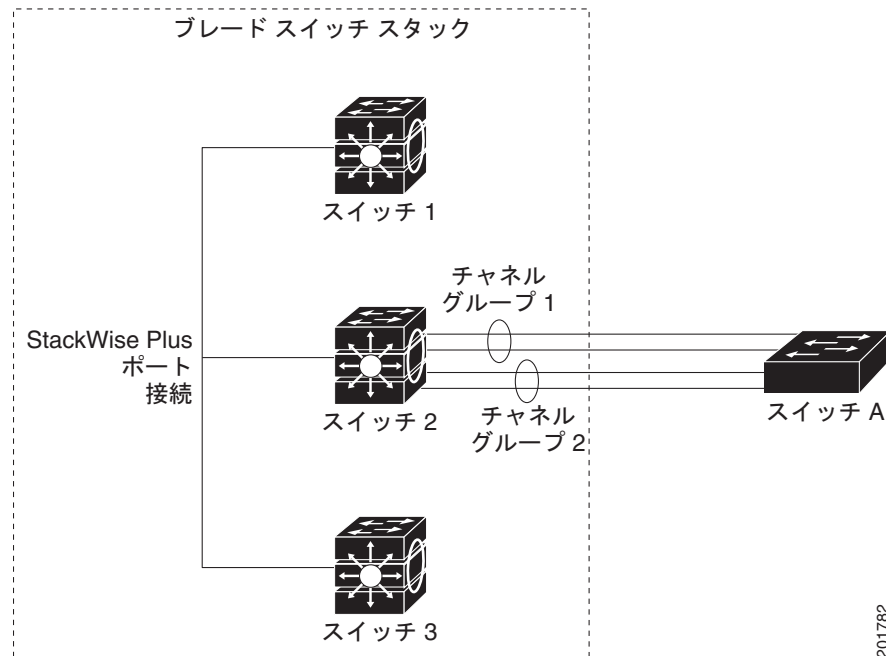 ブレード スイッチ スタック
スイッチ 1
チャネル
グループ 1
StackWise Plus
ポート
接続
スイッチ 2
チャネル
グループ 2
スイッチ A
スイッチ 3
201782